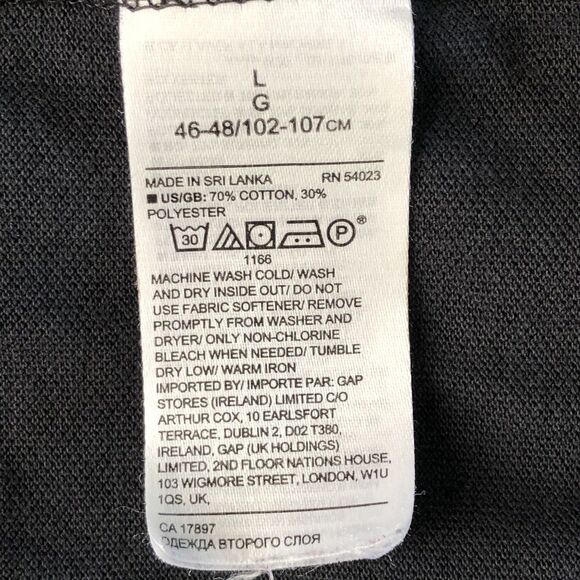 L
G
46-48/102-107CM
MADE IN SRI LANKA RN 54023
■ US/GB: 70% COTTON, 30%
POLYESTER
30 P ®
1166
MACHINE WASH COLD/ WASH
AND DRY INSIDE OUT/ DO NOT
USE FABRIC SOFTENER/ REMOVE
PROMPTLY FROM WASHER AND
DRYER/ ONLY NON-CHLORINE
BLEACH WHEN NEEDED/ TUMBLE
DRY LOW/ WARM IRON
IMPORTED BY/ IMPORTE PAR: GAP
STORES (IRELAND) LIMITED C/O
ARTHUR COX, 10 EARLSFORT
TERRACE, DUBLIN 2, D02 T380,
IRELAND, GAP (UK HOLDINGS)
LIMITED, 2ND FLOOR NATIONS HOUSE,
103 WIGMORE STREET, LONDON, W1U
1QS, UK,
CA 17897
ОДЕЖДА ВТОРОГО СЛОЯ